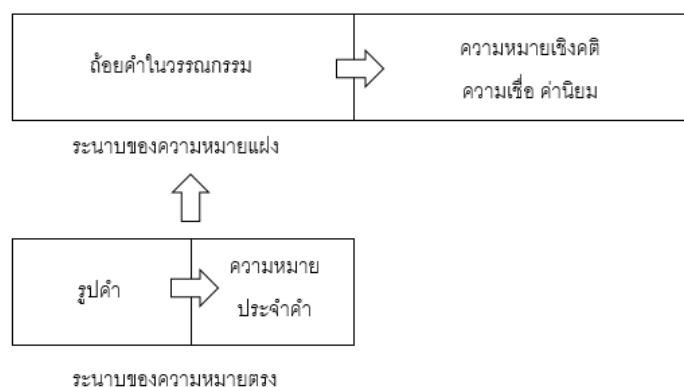 ถ้อยคำในวรรณกรรม
ความหมายเชิงคติ
ความเชื่อ ค่านิยม
ระนาบของความหมายแฝง
รูปคำ
ความหมาย
ประจำคำ
ระนาบของความหมายตรง